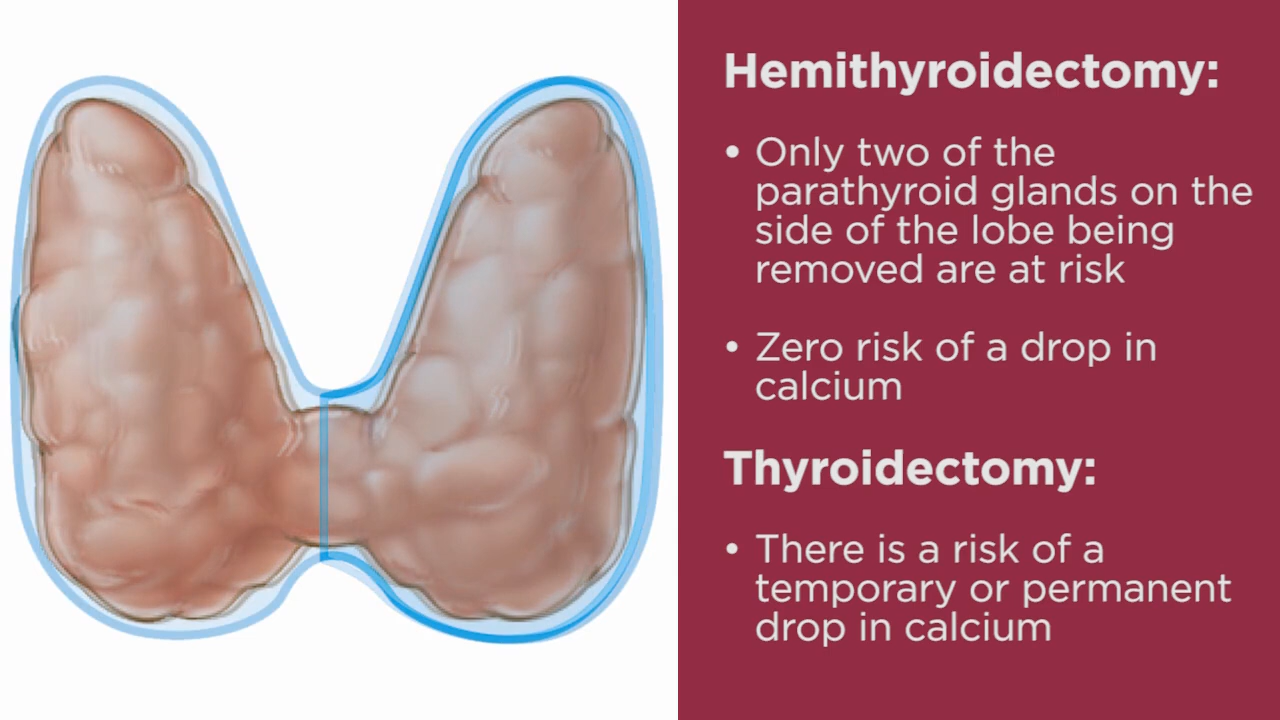 Hemithyroidectomy:
• Only two of the
parathyroid glands on the
side of the lobe being
removed are at risk
• Zero risk of a drop in
calcium
Thyroidectomy:
• There is a risk of a
temporary or permanent
drop in calcium